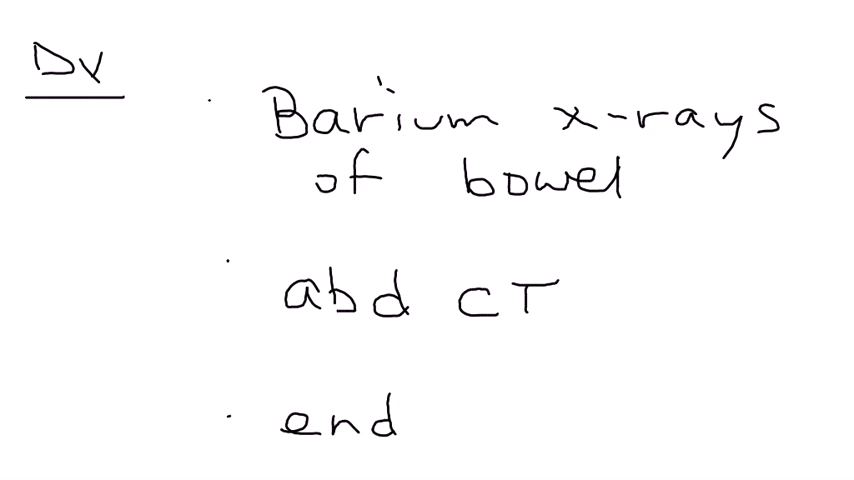 Dx
· Barium x-rays
of bowel
· abd CT
· end